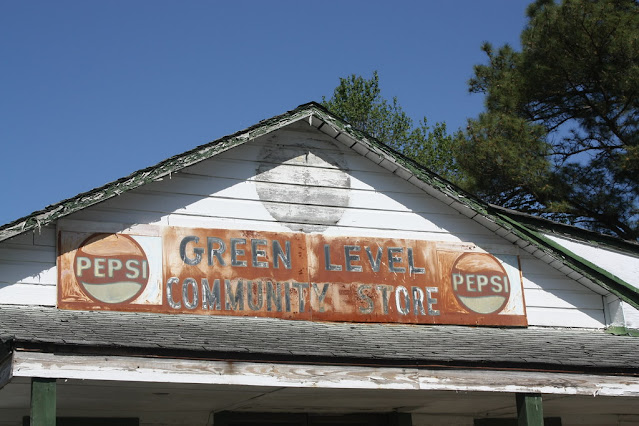 PEPSI
GREEN LEVEL
COMMUNITY STORE
PEPSI